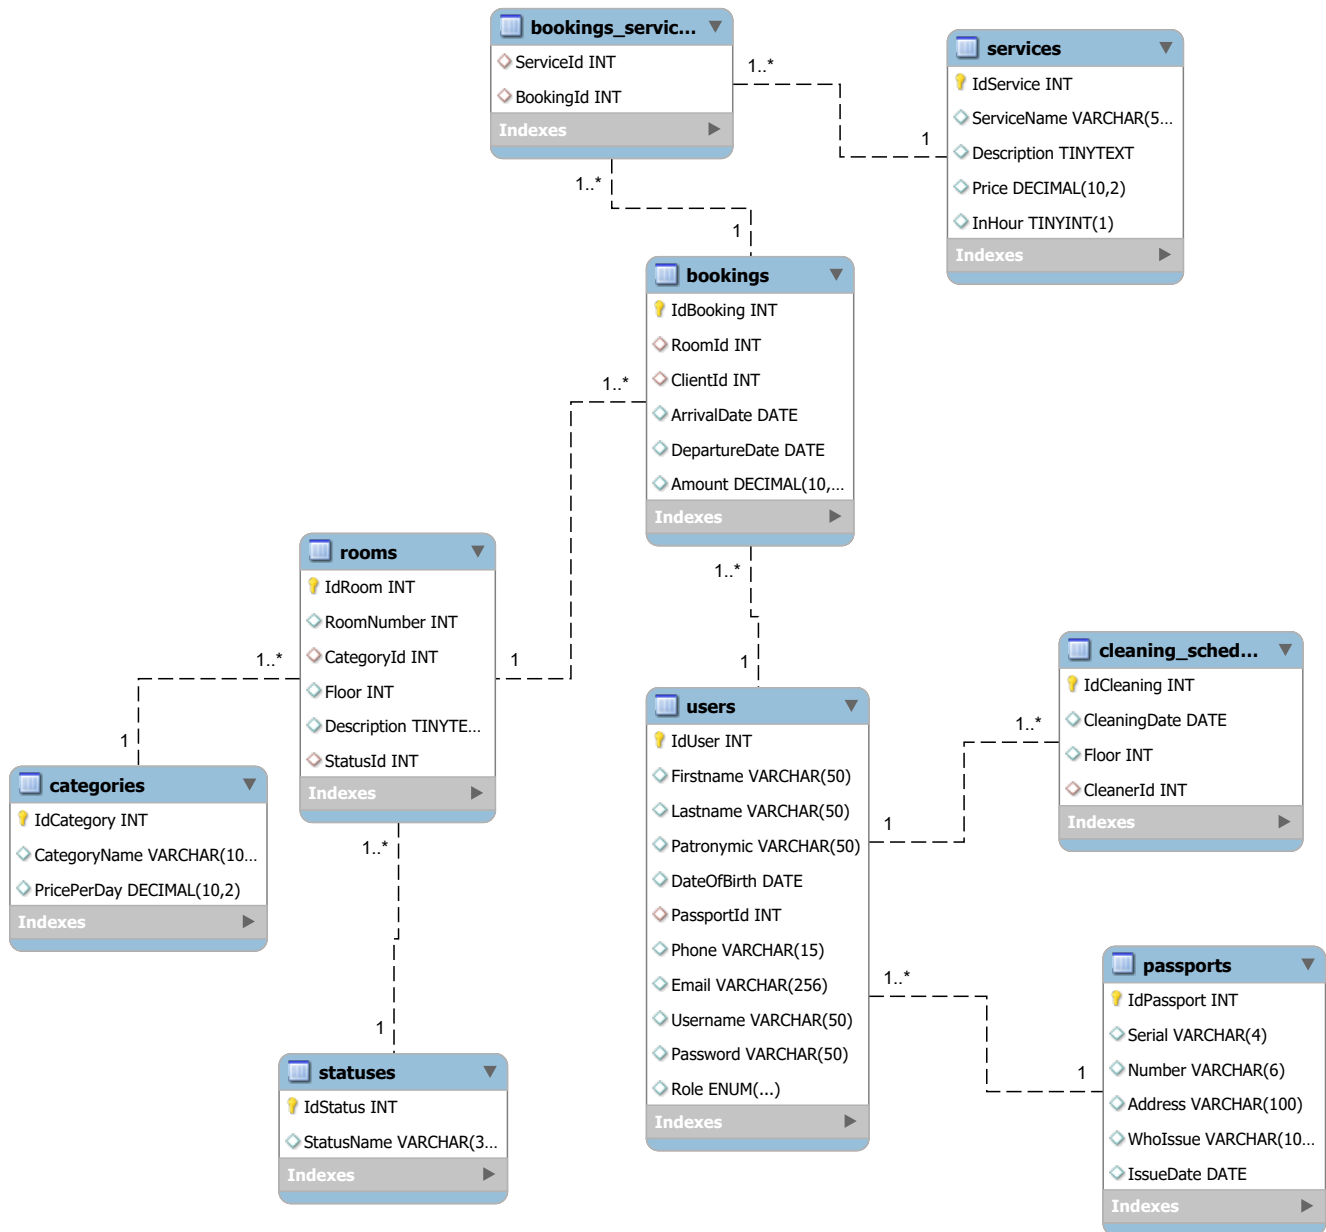 bookings_servic...
ServiceId INT
BookingId INT
Indexes
services
IdService INT
ServiceName VARCHAR(5...
Description TINYTEXT
Price DECIMAL(10,2)
InHour TINYINT(1)
Indexes
1..*
1
1..*
1
bookings
IdBooking INT
RoomId INT
ClientId INT
ArrivalDate DATE
DepartureDate DATE
Amount DECIMAL(10,...
Indexes
1..*
1
1..*
1
rooms
IdRoom INT
RoomNumber INT
CategoryId INT
Floor INT
Description TINYTE...
StatusId INT
Indexes
1..*
1
categories
IdCategory INT
CategoryName VARCHAR(10...
PricePerDay DECIMAL(10,2)
Indexes
1..*
1
statuses
IdStatus INT
StatusName VARCHAR(3...
Indexes
users
IdUser INT
Firstname VARCHAR(50)
Lastname VARCHAR(50)
Patronymic VARCHAR(50)
DateOfBirth DATE
PassportId INT
Phone VARCHAR(15)
Email VARCHAR(256)
Username VARCHAR(50)
Password VARCHAR(50)
Role ENUM(...)
Indexes
1..*
1
cleaning_sched...
IdCleaning INT
CleaningDate DATE
Floor INT
CleanerId INT
Indexes
1..*
1
passports
IdPassport INT
Serial VARCHAR(4)
Number VARCHAR(6)
Address VARCHAR(100)
WhoIssue VARCHAR(10...
IssueDate DATE
Indexes